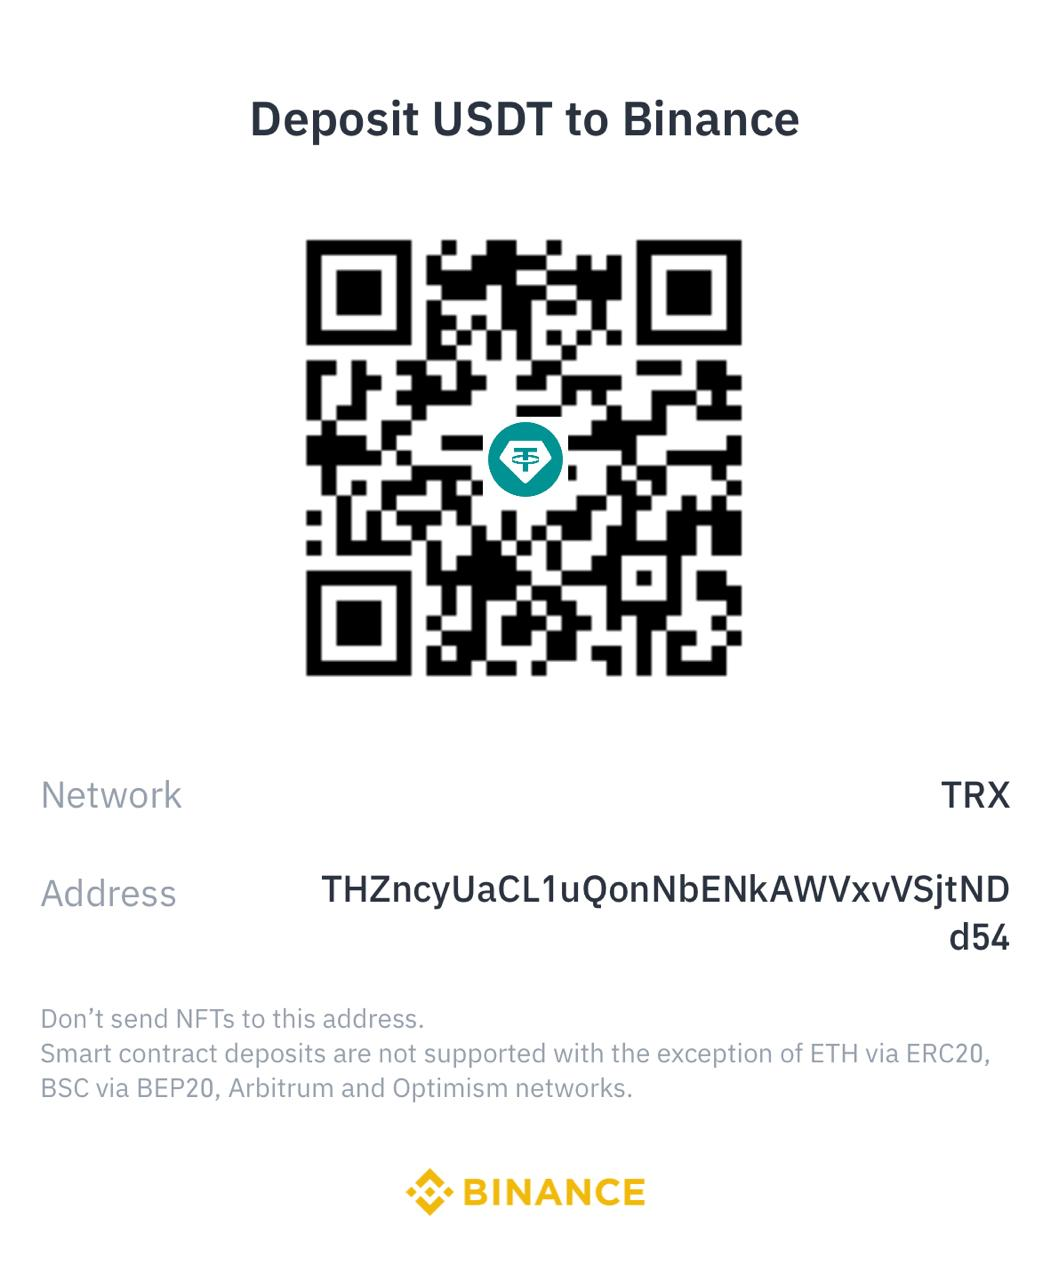 Deposit USDT to Binance
Network
TRX
Address
THZncyUaCL1uQonNbENkAWVxvVSjtND
d54
Don’t send NFTs to this address.
Smart contract deposits are not supported with the exception of ETH via ERC20,
BSC via BEP20, Arbitrum and Optimism networks.
BINANCE